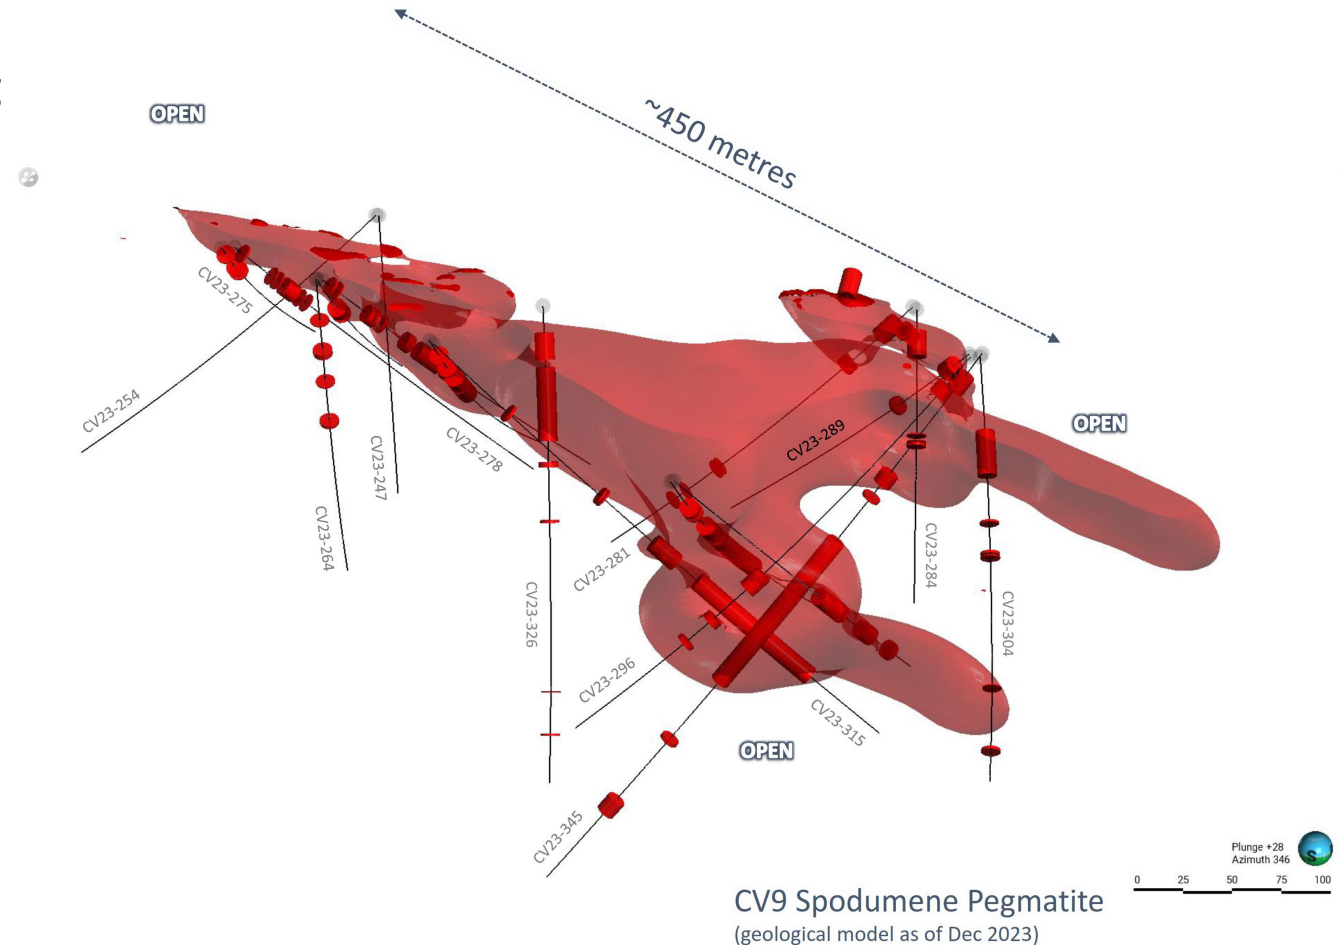 ~450 metres
OPEN
CV23-275
CV23-254
CV23-264
CV23-247
CV23-278
CV23-326
CV23-281
CV23-296
CV23-345
CV23-289
CV23-284
CV23-304
CV23-315
OPEN
OPEN
Plunge +28
Azimuth 346
S
0 25 50 75 100
CV9 Spodumene Pegmatite
(geological model as of Dec 2023)